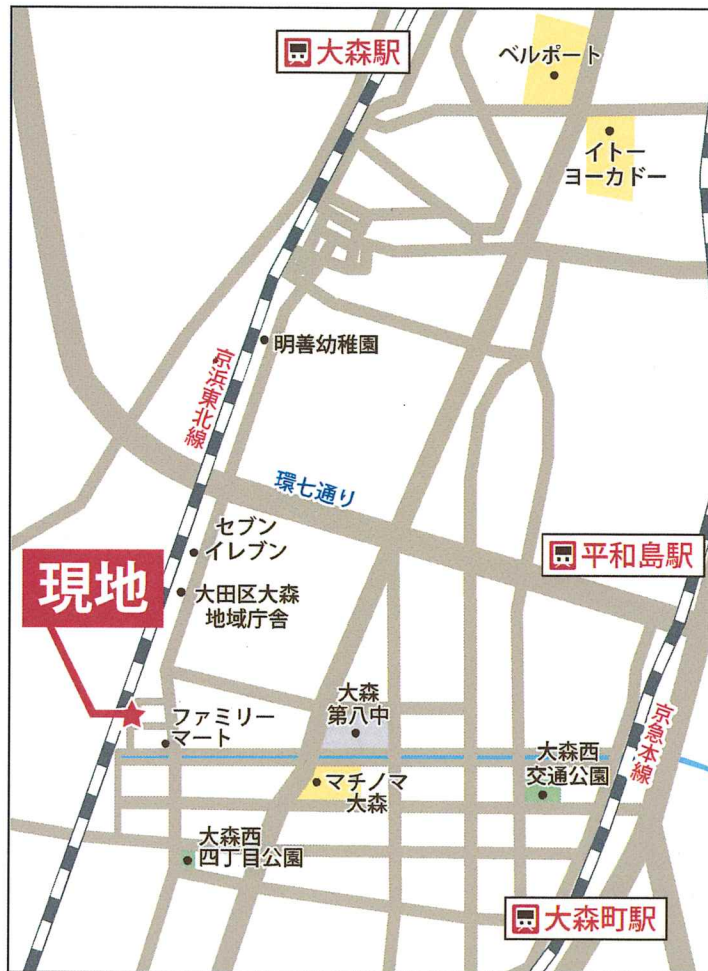 大森駅
ベルポート
イトー
ヨーカドー
明善幼稚園
京浜東北線
環七通り
セブン
イレブン
平和島駅
現地
大田区大森
地域庁舎
大森
第八中
京急本線
ファミリー
マート
大森西
交通公園
マチノマ
大森
大森西
四丁目公園
大森町駅